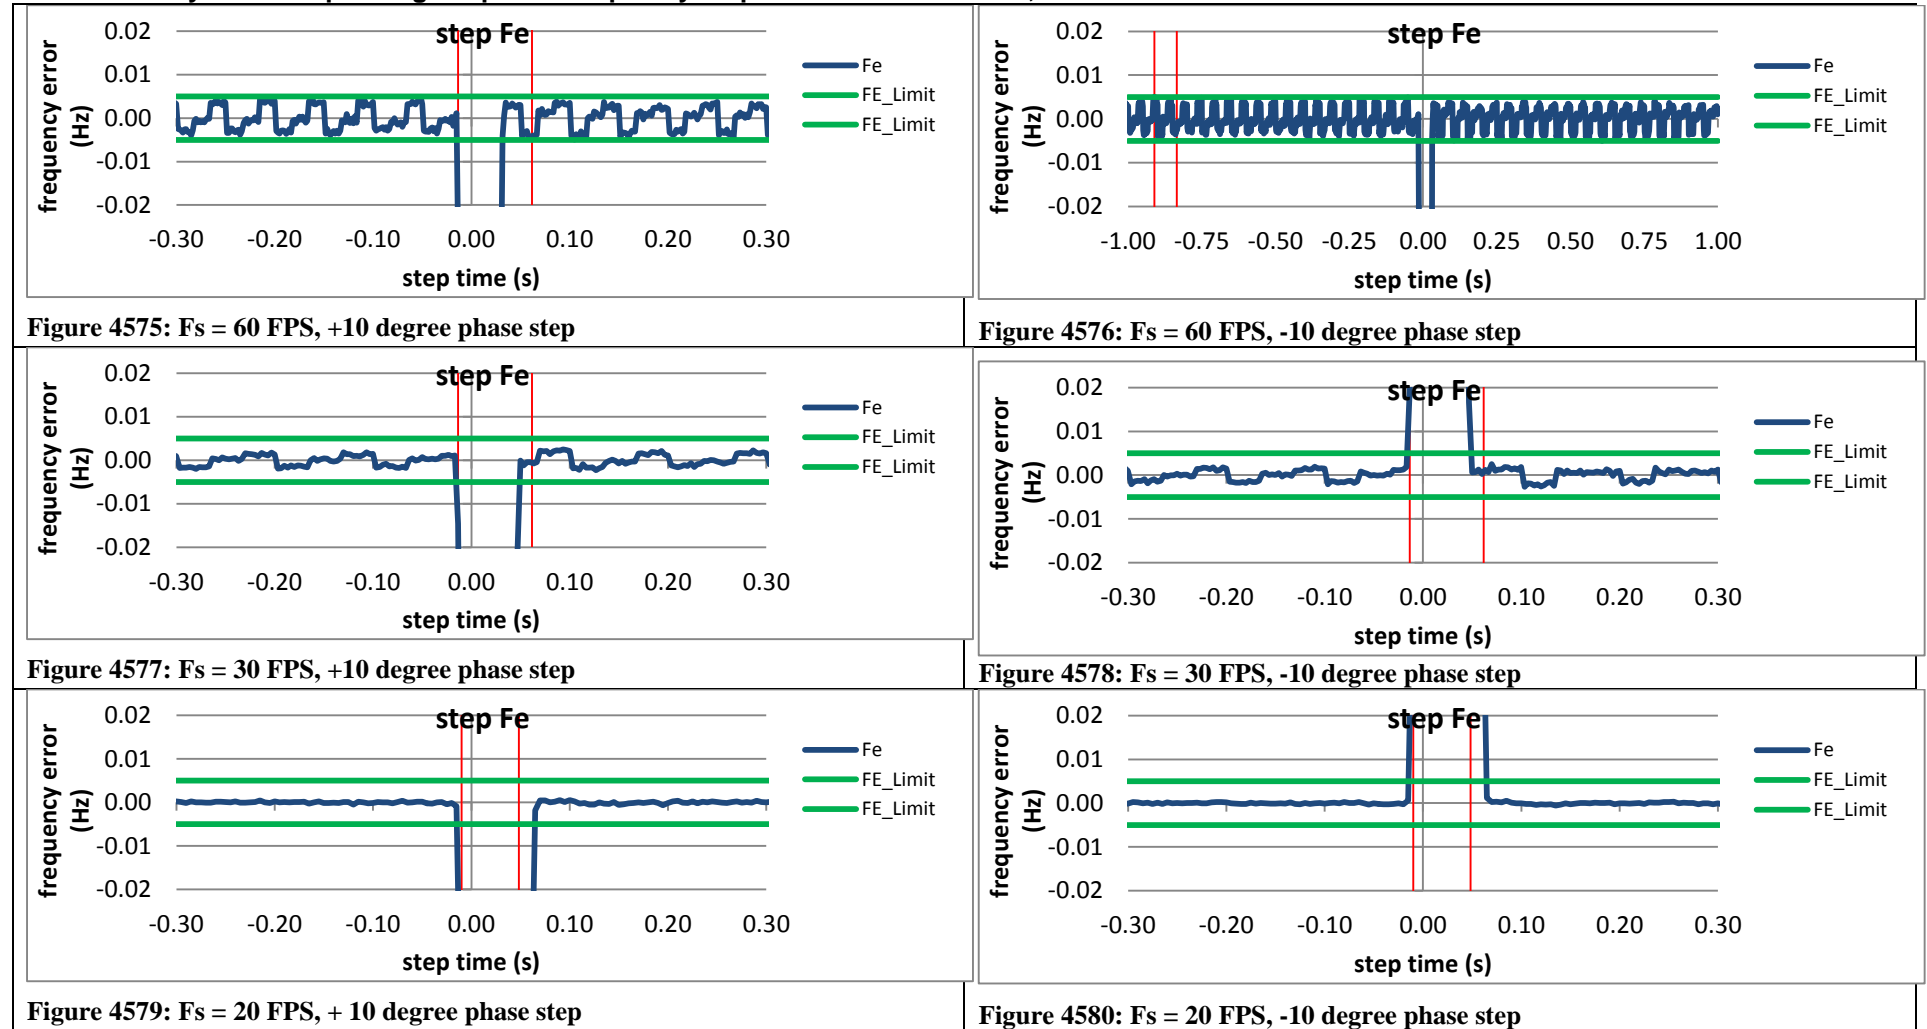 step Fe
frequency error
(Hz)
0.02
0.01
0.00
-0.01
-0.02
-0.30 -0.20 -0.10 0.00 0.10 0.20 0.30
step time (s)
Fe
FE_Limit
FE_Limit
Figure 4575: Fs = 60 FPS, +10 degree phase step
step Fe
frequency error
(Hz)
0.02
0.01
0.00
-0.01
-0.02
-1.00 -0.75 -0.50 -0.25 0.00 0.25 0.50 0.75 1.00
step time (s)
Fe
FE_Limit
FE_Limit
Figure 4576: Fs = 60 FPS, -10 degree phase step
step Fe
frequency error
(Hz)
0.02
0.01
0.00
-0.01
-0.02
-0.30 -0.20 -0.10 0.00 0.10 0.20 0.30
step time (s)
Fe
FE_Limit
FE_Limit
Figure 4577: Fs = 30 FPS, +10 degree phase step
step Fe
frequency error
(Hz)
0.02
0.01
0.00
-0.01
-0.02
-0.30 -0.20 -0.10 0.00 0.10 0.20 0.30
step time (s)
Fe
FE_Limit
FE_Limit
Figure 4578: Fs = 30 FPS, -10 degree phase step
step Fe
frequency error
(Hz)
0.02
0.01
0.00
-0.01
-0.02
-0.30 -0.20 -0.10 0.00 0.10 0.20 0.30
step time (s)
Fe
FE_Limit
FE_Limit
Figure 4579: Fs = 20 FPS, + 10 degree phase step
step Fe
frequency error
(Hz)
0.02
0.01
0.00
-0.01
-0.02
-0.30 -0.20 -0.10 0.00 0.10 0.20 0.30
step time (s)
Fe
FE_Limit
FE_Limit
Figure 4580: Fs = 20 FPS, -10 degree phase step